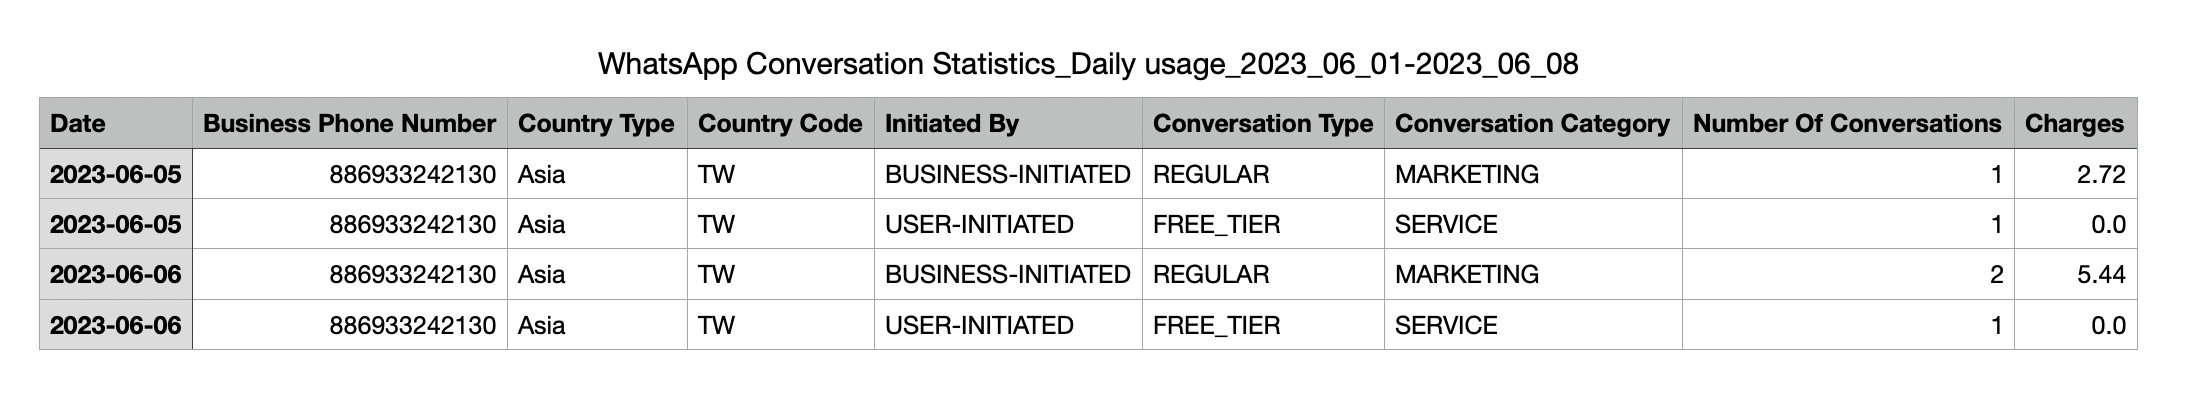 WhatsApp Conversation Statistics_Daily usage_2023_06_01-2023_06_08
Date Business Phone Number Country Type Country Code Initiated By Conversation Type Conversation Category Number Of Conversations Charges
2023-06-05 886933242130 Asia TW BUSINESS-INITIATED REGULAR MARKETING 1 2.72
2023-06-05 886933242130 Asia TW USER-INITIATED FREE_TIER SERVICE 1 0.0
2023-06-06 886933242130 Asia TW BUSINESS-INITIATED REGULAR MARKETING 2 5.44
2023-06-06 886933242130 Asia TW USER-INITIATED FREE_TIER SERVICE 1 0.0